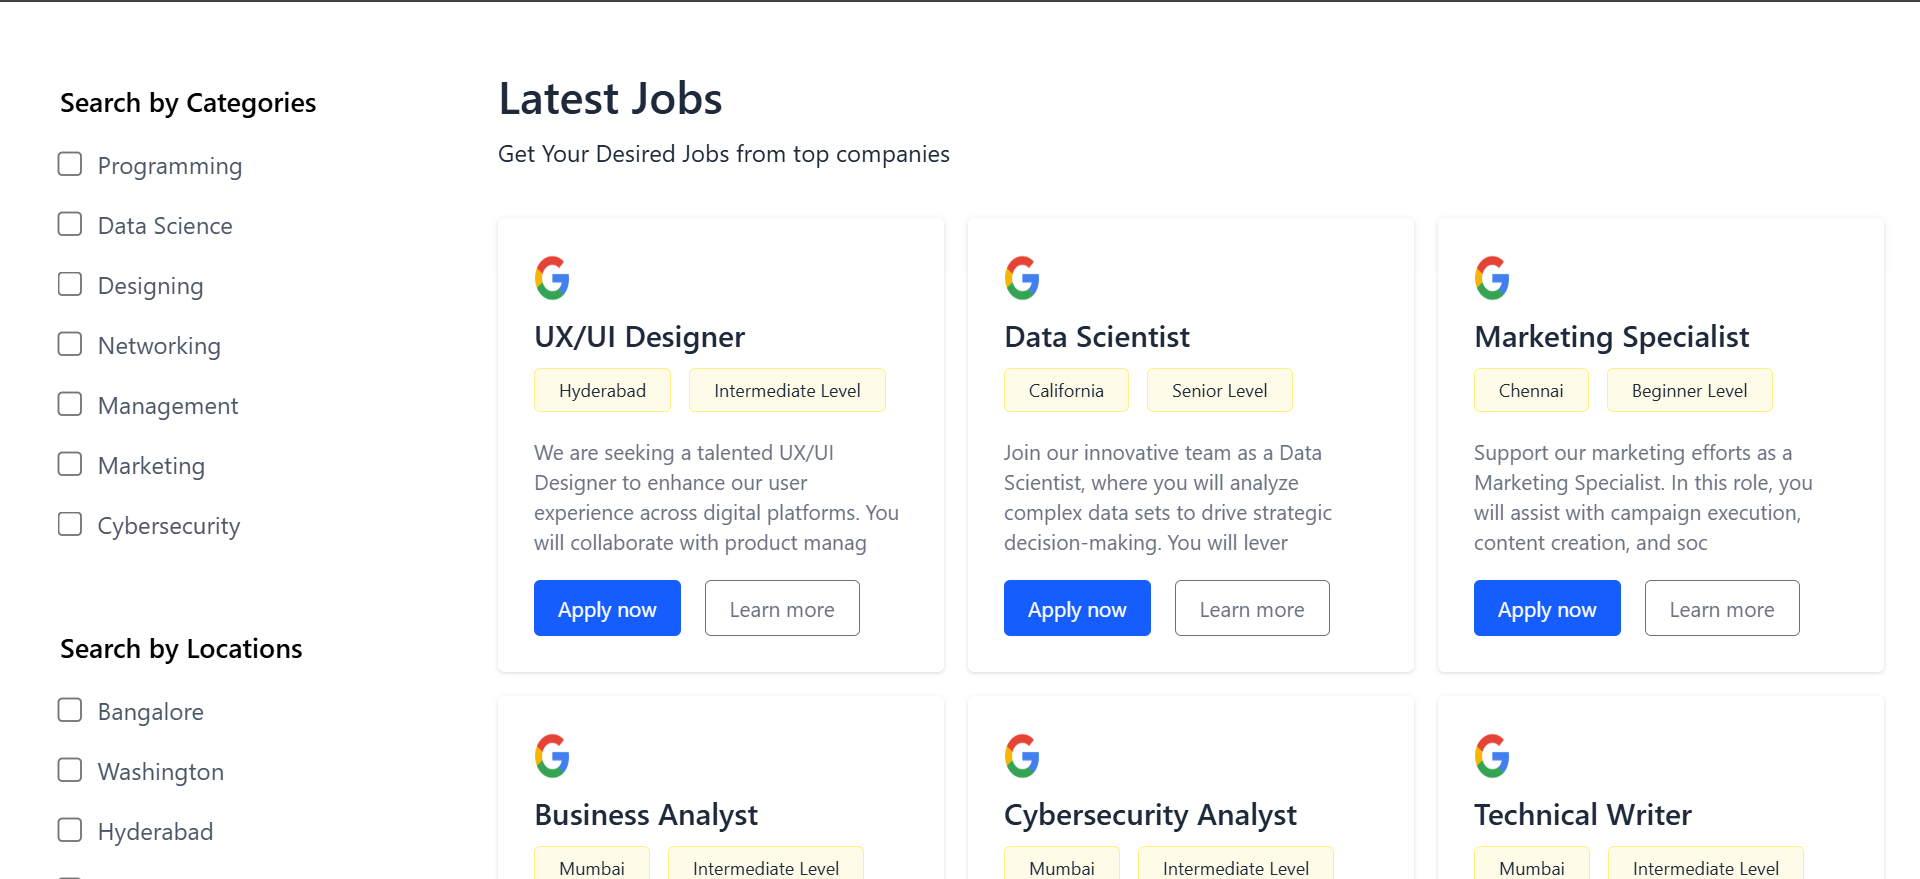 Search by Categories
Programming
Data Science
Designing
Networking
Management
Marketing
Cybersecurity
Search by Locations
Bangalore
Washington
Hyderabad
Latest Jobs
Get Your Desired Jobs from top companies
UX/UI Designer
Hyderabad
Intermediate Level
We are seeking a talented UX/UI
Designer to enhance our user
experience across digital platforms. You
will collaborate with product manag
Apply now
Learn more
Data Scientist
California
Senior Level
Join our innovative team as a Data
Scientist, where you will analyze
complex data sets to drive strategic
decision-making. You will lever
Apply now
Learn more
Marketing Specialist
Chennai
Beginner Level
Support our marketing efforts as a
Marketing Specialist. In this role, you
will assist with campaign execution,
content creation, and soc
Apply now
Learn more
Business Analyst
Mumbai
Intermediate Level
Cybersecurity Analyst
Mumbai
Intermediate Level
Technical Writer
Mumbai
Intermediate Level